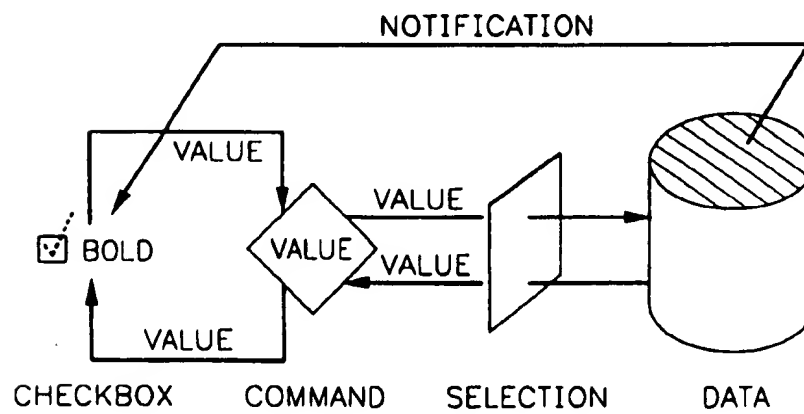 NOTIFICATION
VALUE
VALUE
BOLD
VALUE
VALUE
VALUE
CHECKBOX COMMAND SELECTION DATA